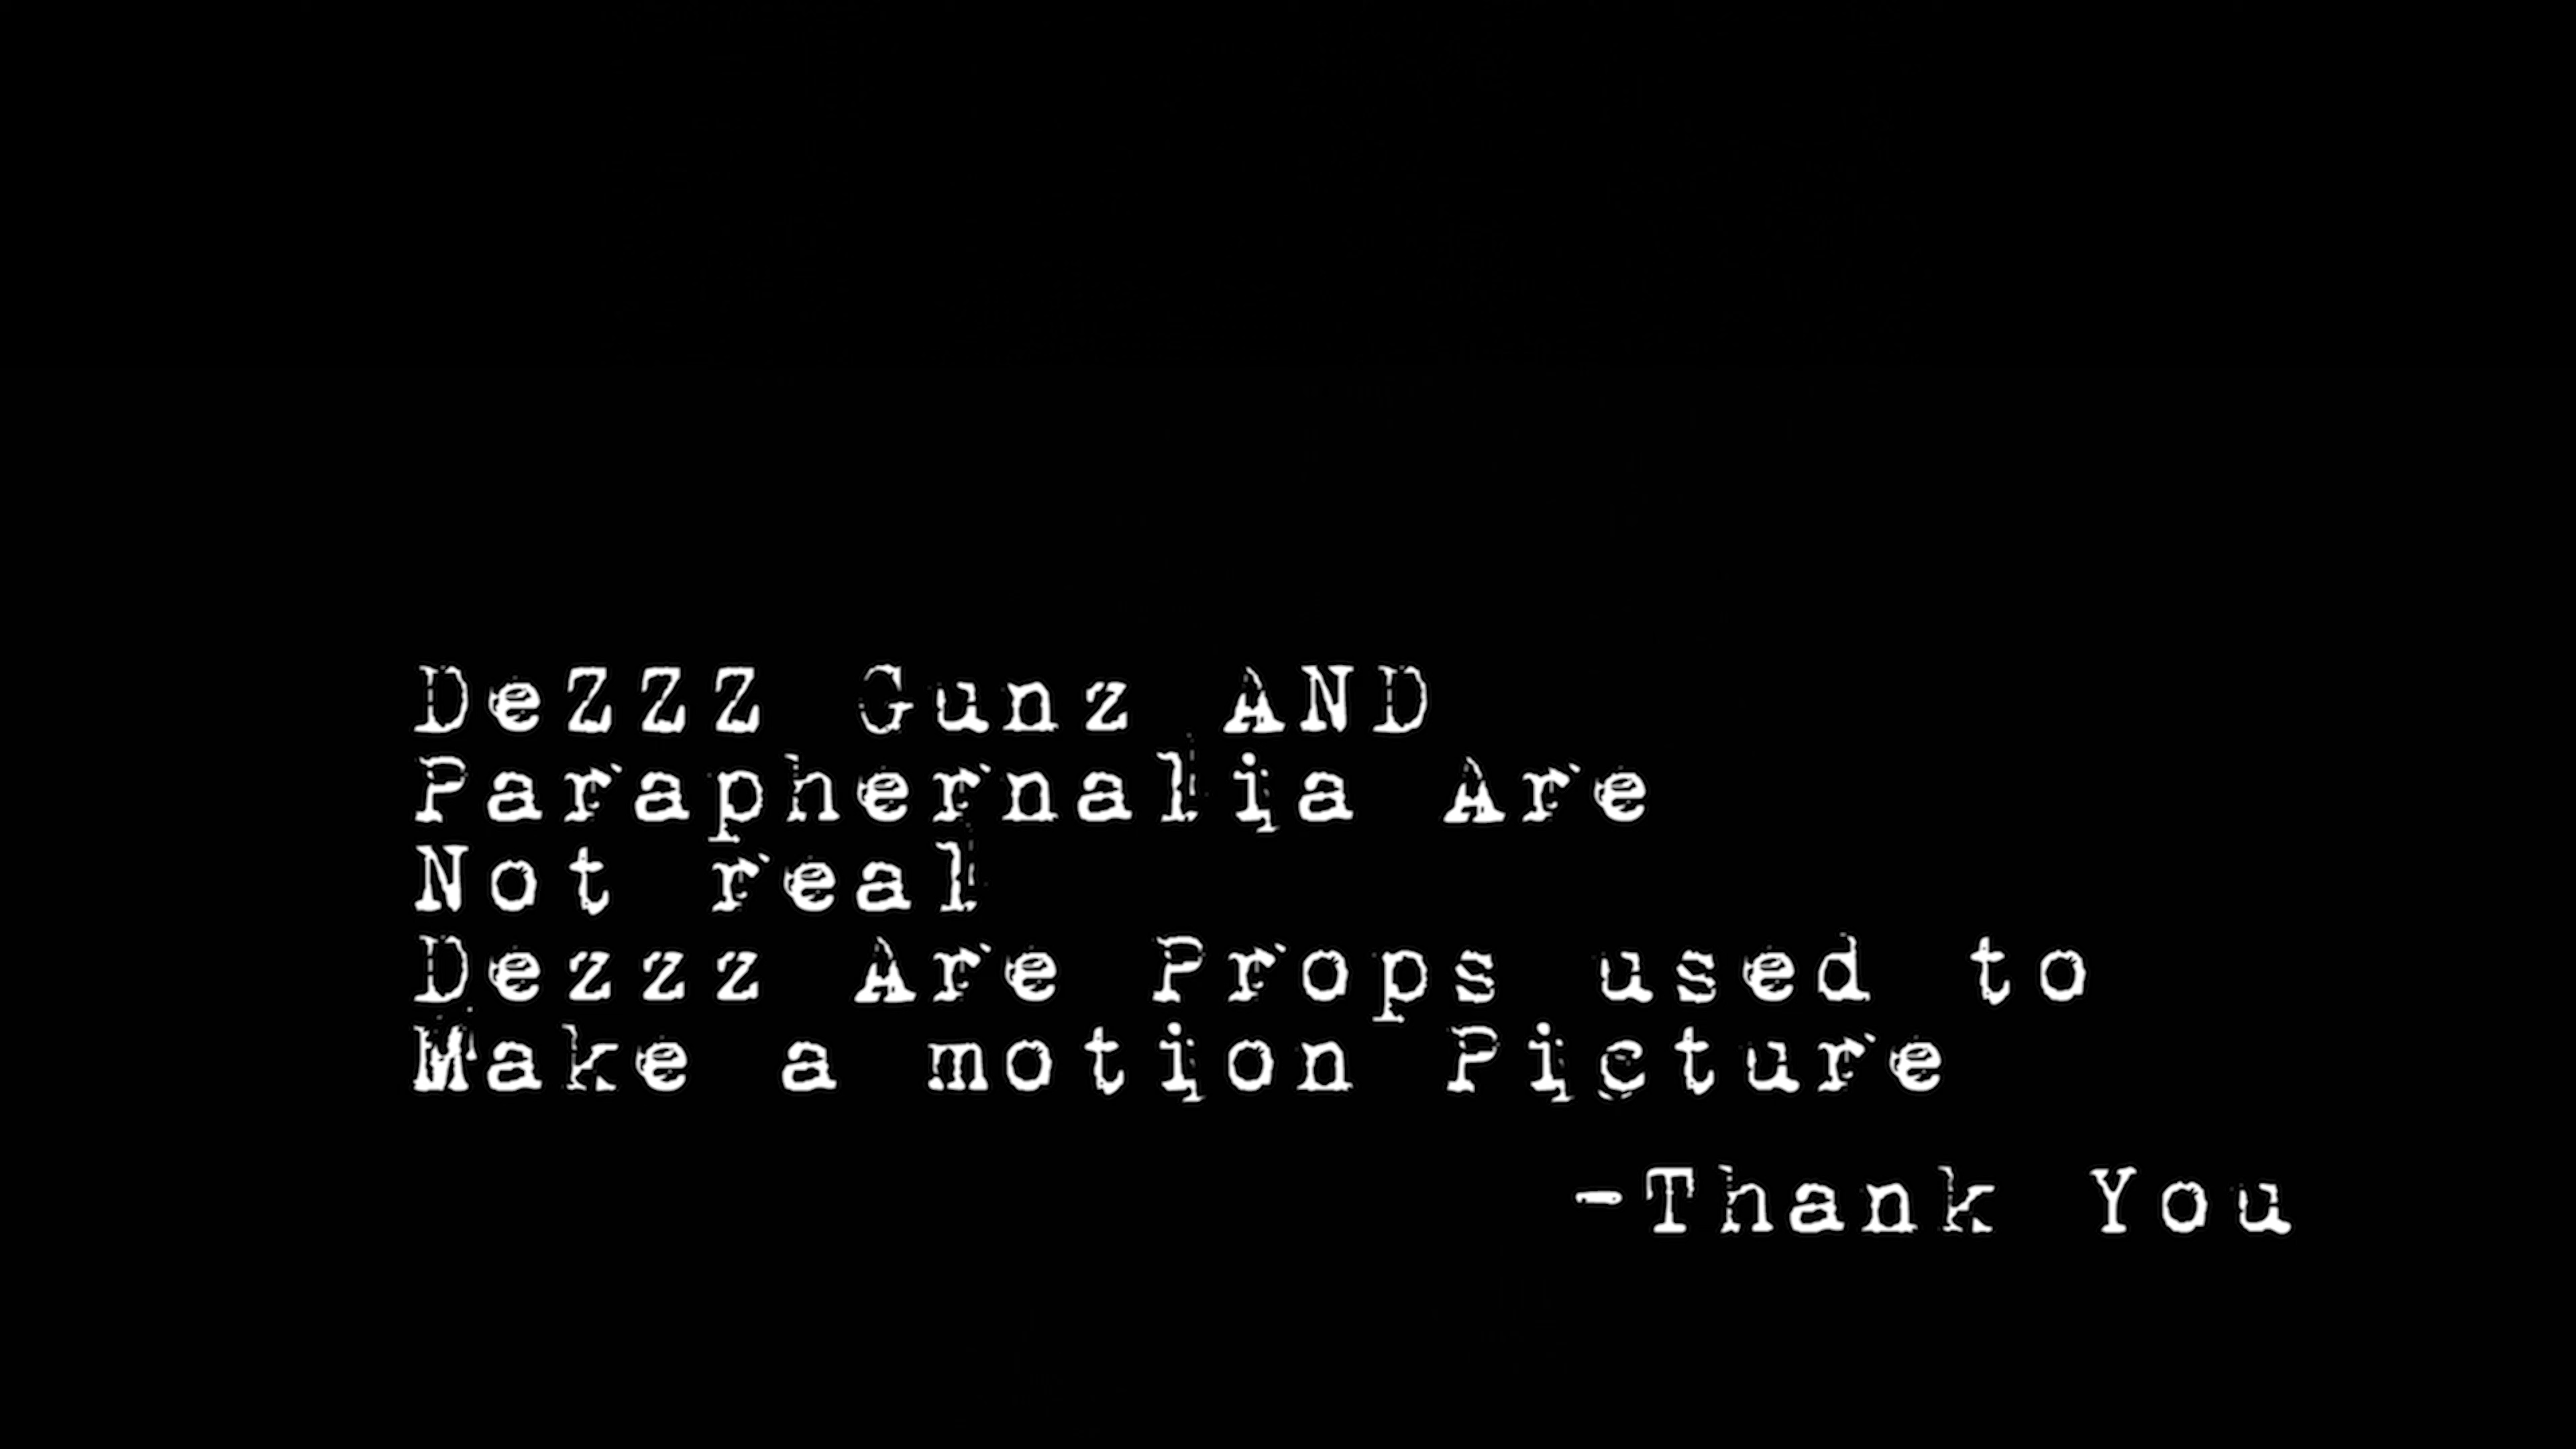 DeZZZ Gunz AND
Paraphernalia Are
Not real
Dezzz Are Props used to
Make a motion Picture
-Thank You